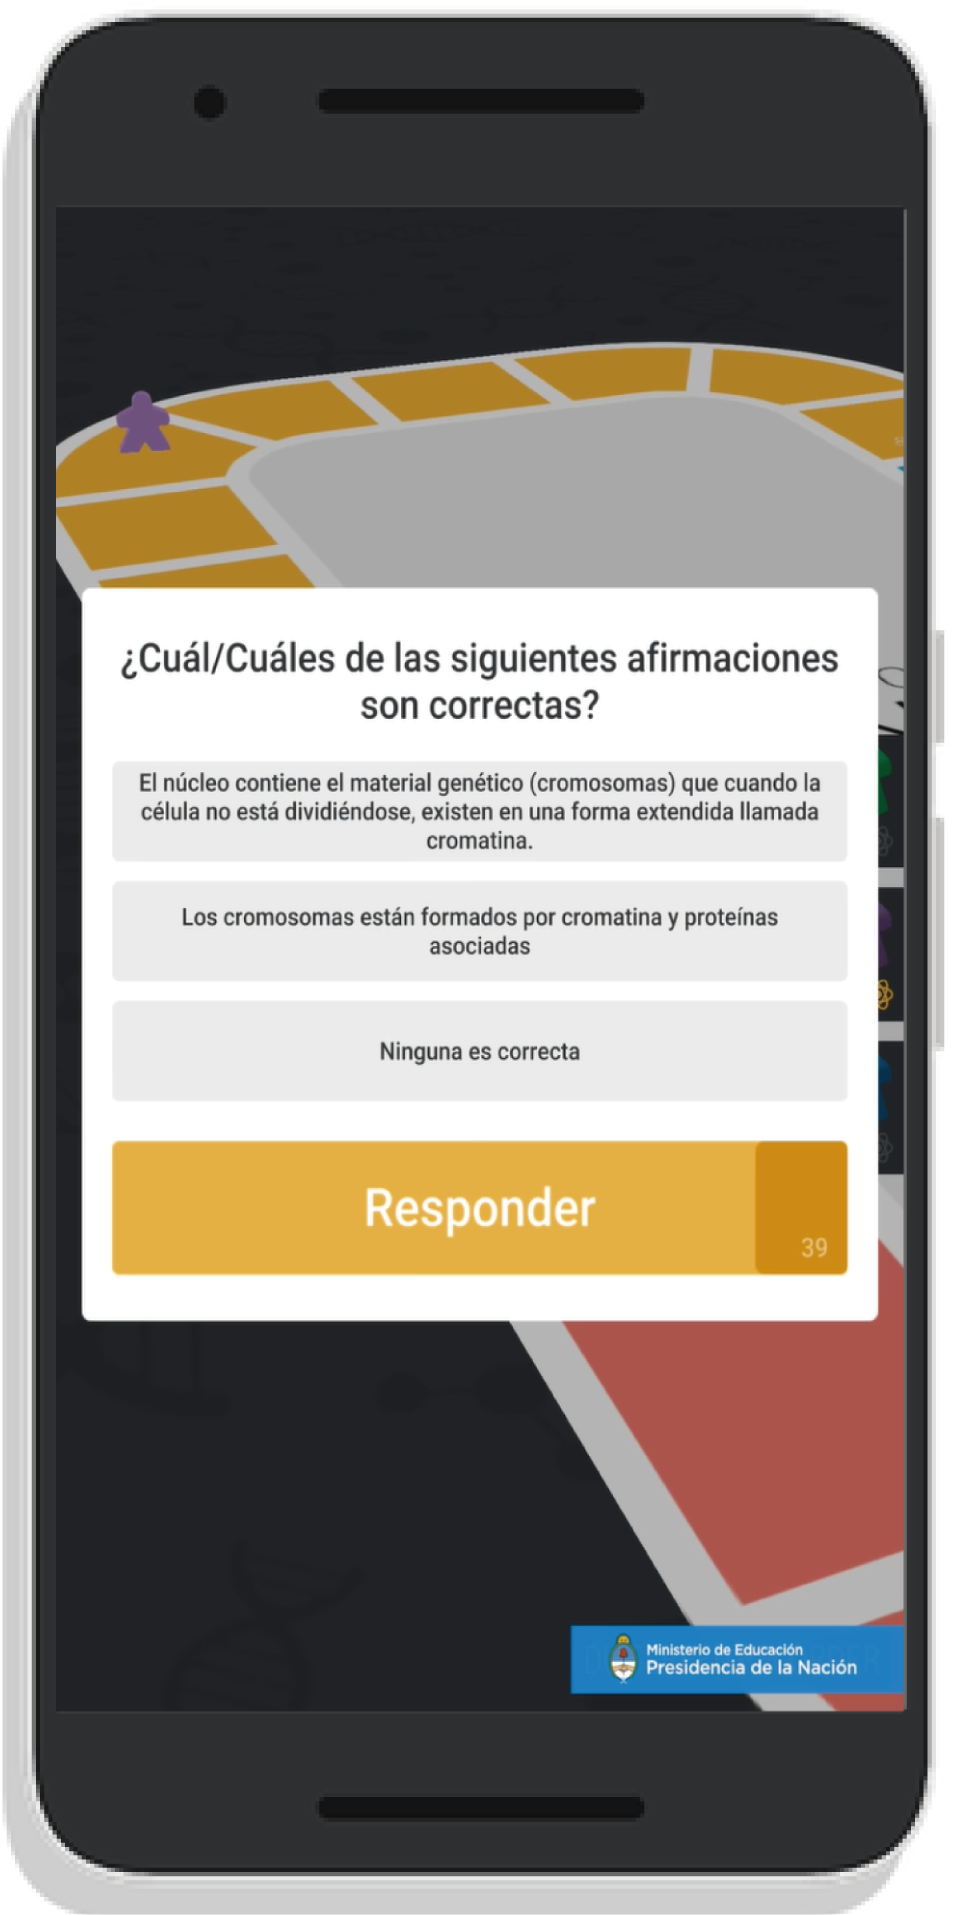 ¿Cuál/Cuáles de las siguientes afirmaciones
son correctas?
El núcleo contiene el material genético (cromosomas) que cuando la
célula no está dividiéndose, existen en una forma extendida llamada
cromatina.
Los cromosomas están formados por cromatina y proteínas
asociadas
Ninguna es correcta
Responder
39
Ministerio de Educación
Presidencia de la Nación